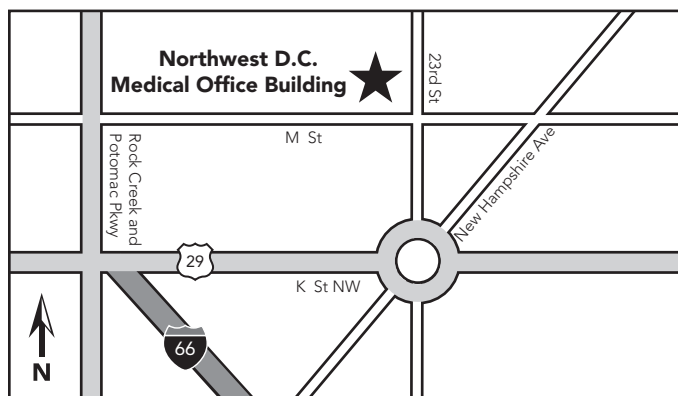 Northwest D.C.
Medical Office Building
23rd St
M St
Rock Creek and
Potomac Pkwy
New Hampshire Ave
29
K St NW
66
N